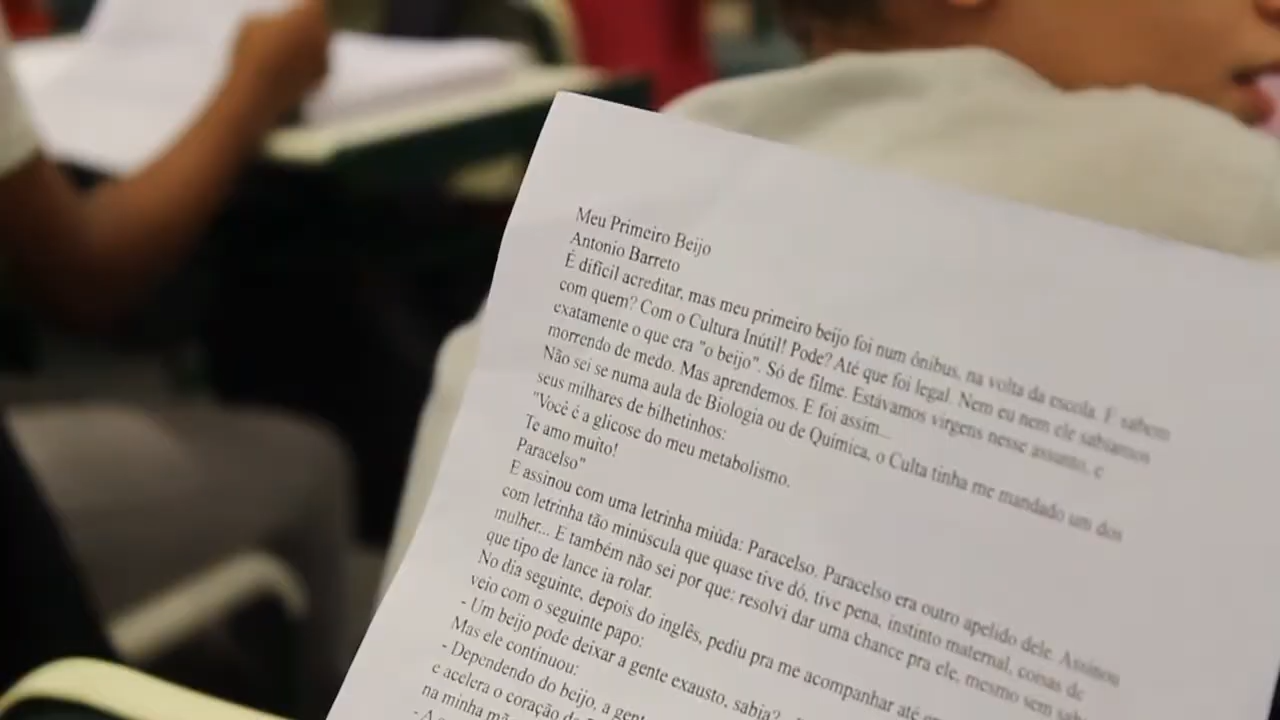 Meu Primeiro Beijo
Antonio Barreto
É difícil acreditar, mas meu primeiro beijo foi num ônibus, na volta da escola. E sabem
com quem? Com o Cultura Inútil! Pode? Até que foi legal. Nem eu nem ele sabíamos
exatamente o que era "o beijo". Só de filme. Estávamos virgens nesse assunto, e
morrendo de medo. Mas aprendemos. E foi assim...
Não sei se numa aula de Biologia ou de Química, o Culta tinha me mandado um dos
seus milhares de bilhetinhos:
"Você é a glicose do meu metabolismo.
Te amo muito!
Paracelso"
E assinou com uma letrinha miúda: Paracelso. Paracelso era outro apelido dele. Assinou
com letrinha tão minúscula que quase tive dó, tive pena, instinto maternal, coisas de
mulher... E também não sei por que: resolvi dar uma chance pra ele, mesmo sem
que tipo de lance ia rolar.
No dia seguinte, depois do inglês, pediu pra me acompanhar até
veio com o seguinte papo:
- Um beijo pode deixar a gente exausto, sabia?
Mas ele continuou:
- Dependendo do beijo, a
e acelera o coração
na minha